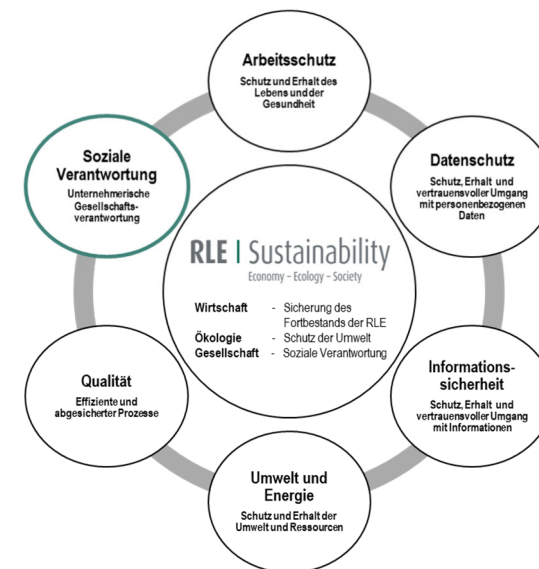 Arbeitsschutz
Schutz und Erhalt des
Lebens und der
Gesundheit
Soziale
Verantwortung
Unternehmerische
Gesellschafts-
verantwortung
Datenschutz
Schutz, Erhalt und
vertrauensvoller Umgang
mit personenbezogenen
Daten
RLE | Sustainability
Economy – Ecology – Society
Wirtschaft - Sicherung des
Fortbestands der RLE
Ökologie - Schutz der Umwelt
Gesellschaft - Soziale Verantwortung
Qualität
Effiziente und
abgesicherter Prozesse
Informations-
sicherheit
Schutz, Erhalt und
vertrauensvoller Umgang
mit Informationen
Umwelt und
Energie
Schutz und Erhalt der
Umwelt und Ressourcen